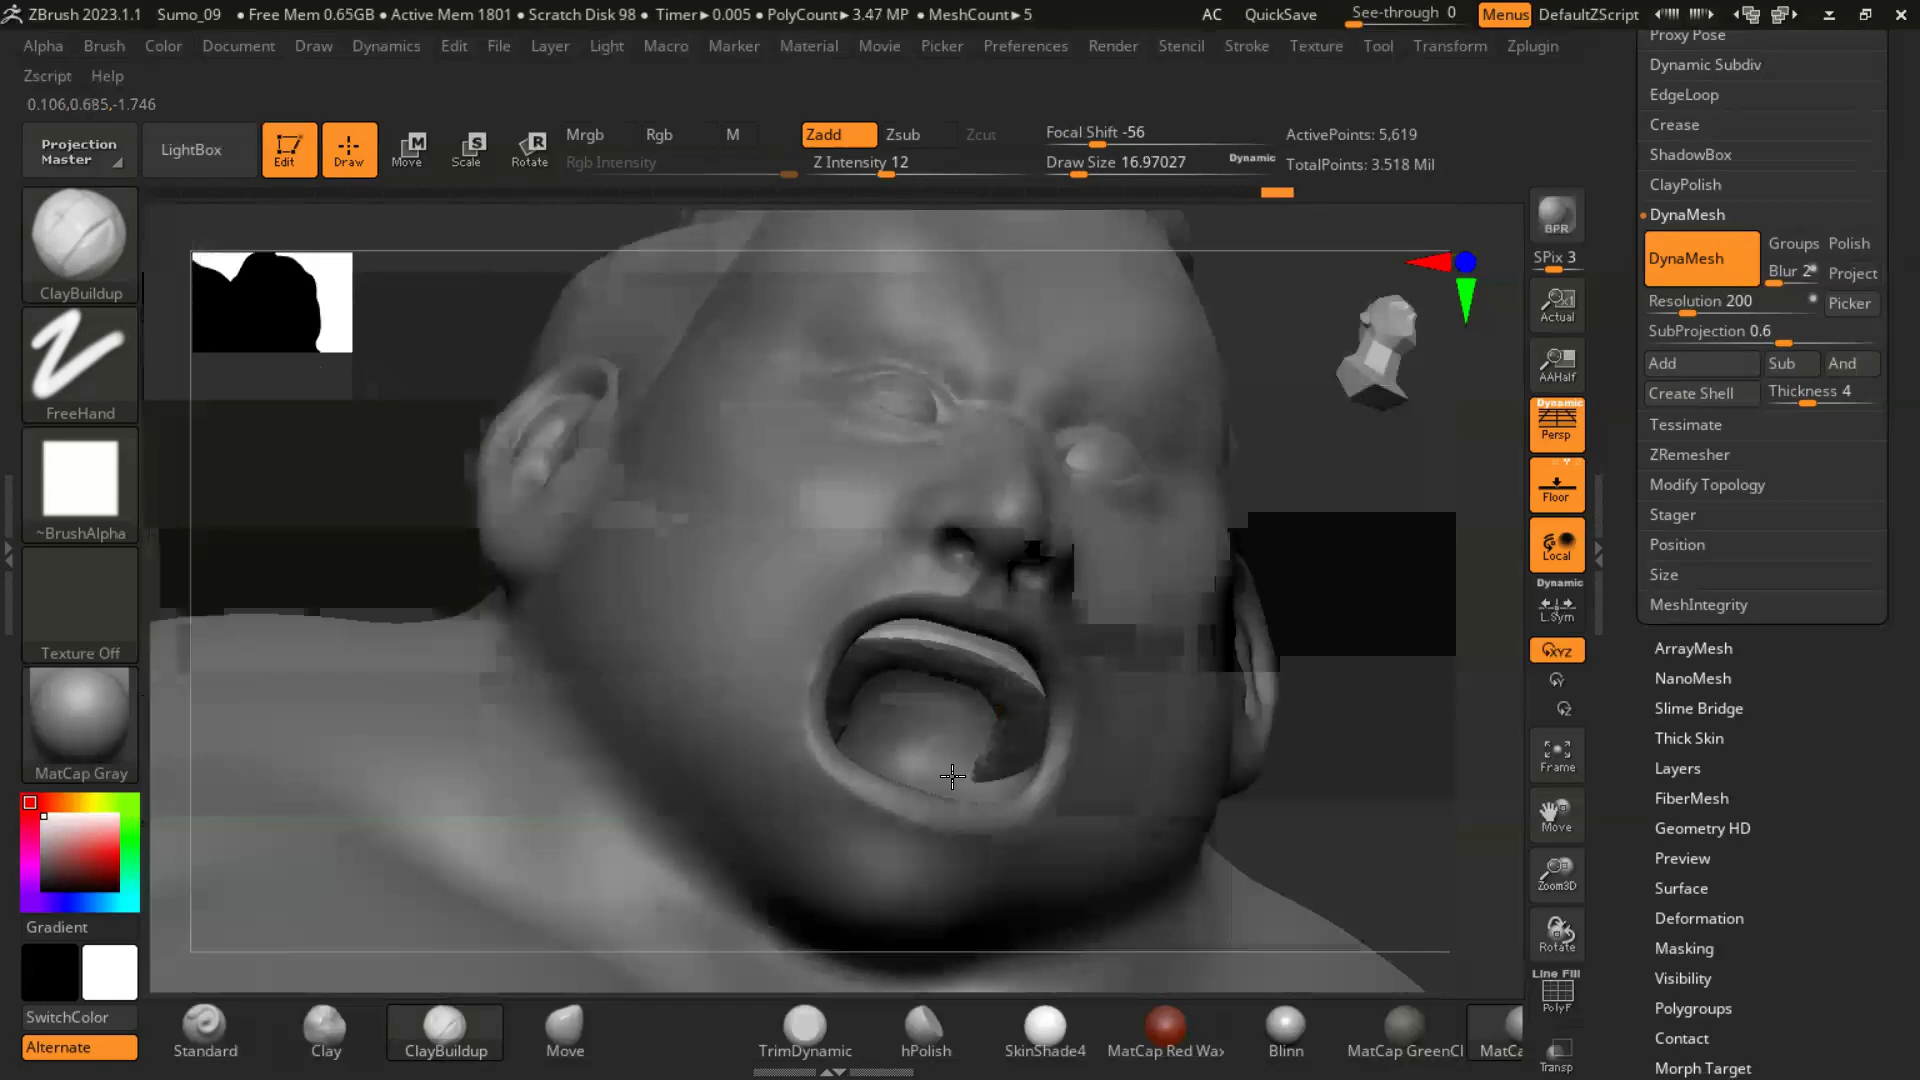 ZBrush 2023.1.1 Sumo_09 • Free Mem 0.65GB • Active Mem 1801 • Scratch Disk 98 • Timer▸0.005 • PolyCount▸3.47 MP • MeshCount▸5 AC QuickSave See-through 0 Menus DefaultZScript
Alpha Brush Color Document Draw Dynamics Edit File Layer Light Macro Marker Material Movie Picker Preferences Render Stencil Stroke Texture Tool Transform Zplugin
Zscript Help
0.106,0.685,-1.746
Projection Master
LightBox
Edit
Draw
Move
Scale
Rotate
Mrgb Rgb M
Rgb Intensity
Zadd Zsub Zcut
Z Intensity 12
Focal Shift -56
Draw Size 16.97027 Dynamic
ActivePoints: 5,619
TotalPoints: 3.518 Mil
ClayBuildup
FreeHand
~BrushAlpha
Texture Off
MatCap Gray
Gradient
SwitchColor
Alternate
BPR
SPix 3
Actual
AAHalf
Dynamic
Persp
Floor
Local
Dynamic
L.Sym
XYZ
Y
Z
Frame
Move
Zoom3D
Rotate
Line Fill
PolyF
Transp
Proxy Pose
Dynamic Subdiv
EdgeLoop
Crease
ShadowBox
ClayPolish
DynaMesh
DynaMesh Groups Polish
Blur 2 Project
Resolution 200 Picker
SubProjection 0.6
Add Sub And
Create Shell Thickness 4
Tessimate
ZRemesher
Modify Topology
Stager
Position
Size
MeshIntegrity
ArrayMesh
NanoMesh
Slime Bridge
Thick Skin
Layers
FiberMesh
Geometry HD
Preview
Surface
Deformation
Masking
Visibility
Polygroups
Contact
Morph Target
Standard Clay ClayBuildup Move TrimDynamic hPolish SkinShade4 MatCap Red Wax Blinn MatCap GreenCl MatCa